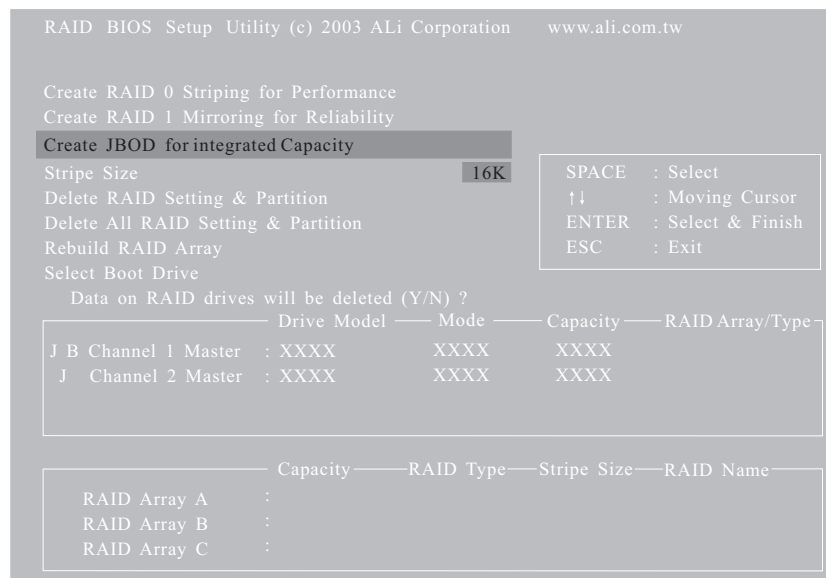 RAID BIOS Setup Utility (c) 2003 ALi Corporation www.ali.com.tw
Create RAID 0 Striping for Performance
Create RAID 1 Mirroring for Reliability
Create JBOD for integrated Capacity
Stripe Size 16K
Delete RAID Setting & Partition
Delete All RAID Setting & Partition
Rebuild RAID Array
Select Boot Drive
SPACE : Select
↑↓ : Moving Cursor
ENTER : Select & Finish
ESC : Exit
Data on RAID drives will be deleted (Y/N) ?
Drive Model Mode Capacity RAID Array/Type
J B Channel 1 Master : XXXX XXXX XXXX
J Channel 2 Master : XXXX XXXX XXXX
Capacity RAID Type Stripe Size RAID Name
RAID Array A :
RAID Array B :
RAID Array C :